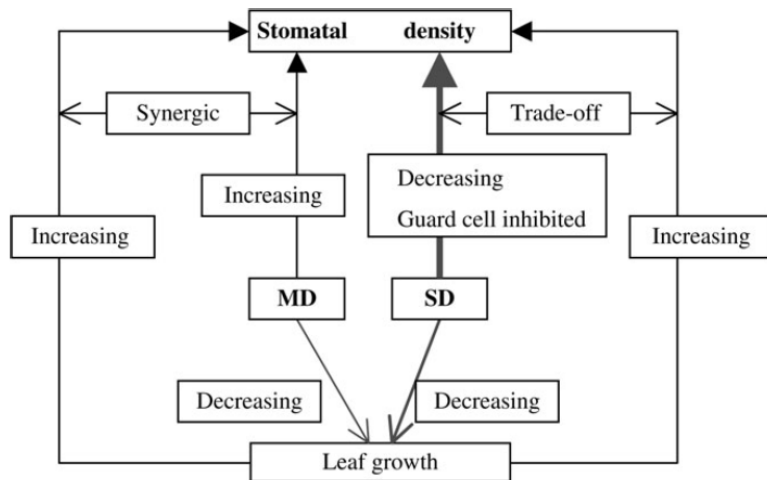 Stomatal density
Synergic
Trade-off
Decreasing
Guard cell inhibited
Increasing
Increasing
Increasing
MD
SD
Decreasing
Decreasing
Leaf growth